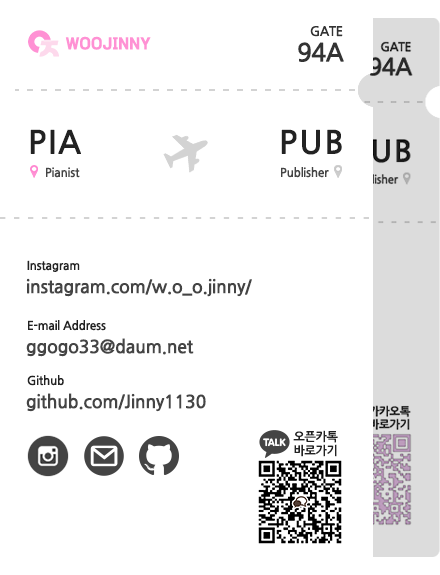 WOOJINNY
GATE
94A
GATE
94A
PIA
PUB
UB
Pianist
Publisher
lisher
Instagram
instagram.com/w.o_o.jinny/
E-mail Address
ggogo33@daum.net
Github
github.com/Jinny1130
TALK
오픈카톡
바로가기
카카오톡
바로가기